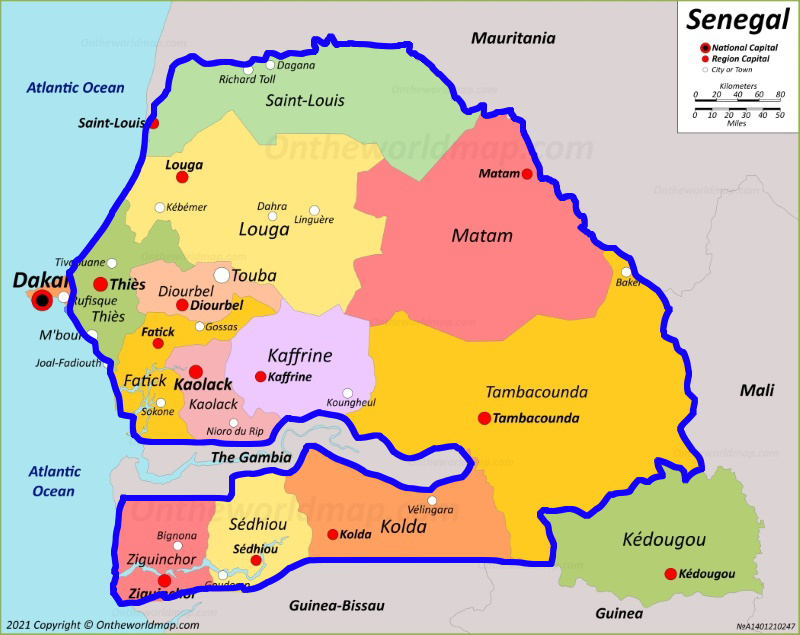 Senegal
National Capital
Region Capital
City or Town
Kilometers
0 20 40 60 80
0 10 20 30 40 50
Miles
Mauritania
Atlantic Ocean
Dagana
Richard Toll
Saint-Louis
Saint-Louis
Ontheworldmap.com
Louga
Matam
Kébémer
Dahra
Linguère
Louga
Matam
Touba
Dakar
Thiès
Diourbel
Diourbel
Rufisque
Thiès
Gossas
M'bour
Fatick
Joal-Fadiouth
Kaffrine
Kaffrine
Fatick
Kaolack
Kaolack
Koungheul
Sokone
Nioro du Rip
Tambacounda
Tambacounda
Mali
The Gambia
Atlantic
Ocean
Vélingara
Sédhiou
Kolda
Kolda
Bignona
Sédhiou
Ziguinchor
Ziguinchor
Kédougou
Kédougou
Guinea-Bissau
Guinea
2021 Copyright © Ontheworldmap.com